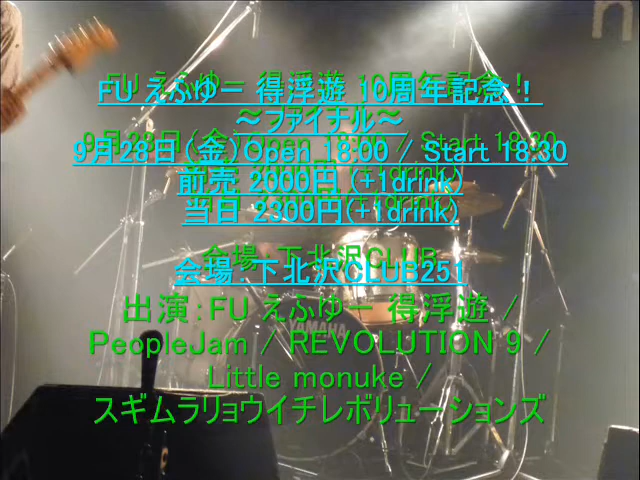 FU えふゆー 得浮遊 10周年記念！
≈ファイナル≈
9月28日（金）Open 18:00 / Start 18:30
前売 2000円 (+1drink)
当日 2300円(+1drink)
会場 下北沢CLUB251
出演：FU えふゆー 得浮遊 /
PeopleJam / REVOLUTION 9 /
Little monuke /
スギムラリョウイチレボリューションズ
YAMAHA